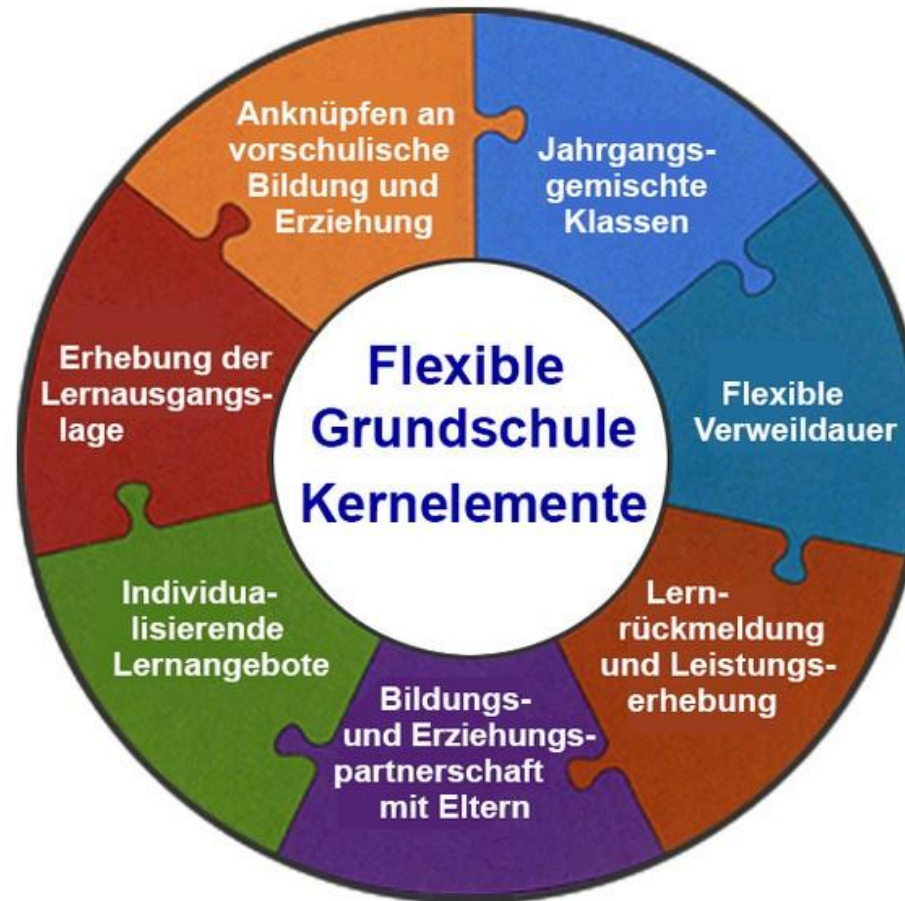 Flexible
Grundschule
Kernelemente
Jahrgangs-
gemischte
Klassen
Flexible
Verweildauer
Lern-
rückmeldung
und Leistungs-
erhebung
Bildungs-
und Erziehungs-
partnerschaft
mit Eltern
Individua-
lisierende
Lernangebote
Erhebung der
Lernausgangs-
lage
Anknüpfen an
vorschulische
Bildung und
Erziehung